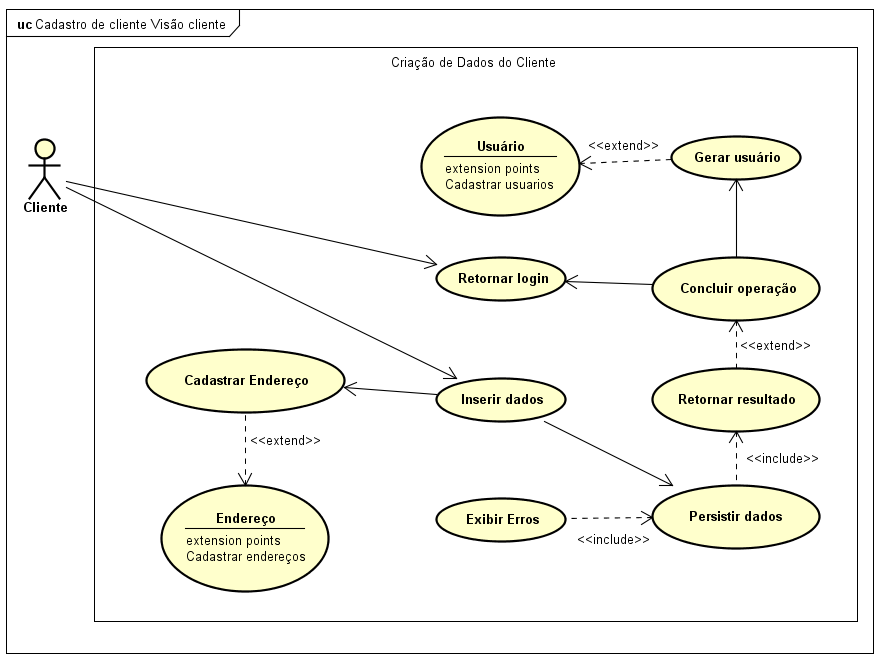 uc Cadastro de cliente Visão cliente
Criação de Dados do Cliente
Usuário
extension points
Cadastrar usuarios
<<extend>>
Gerar usuário
Cliente
Retornar login
Concluir operação
<<extend>>
Cadastrar Endereço
Inserir dados
Retornar resultado
<<extend>>
<<include>>
Endereço
extension points
Cadastrar endereços
Exibir Erros
<<include>>
Persistir dados